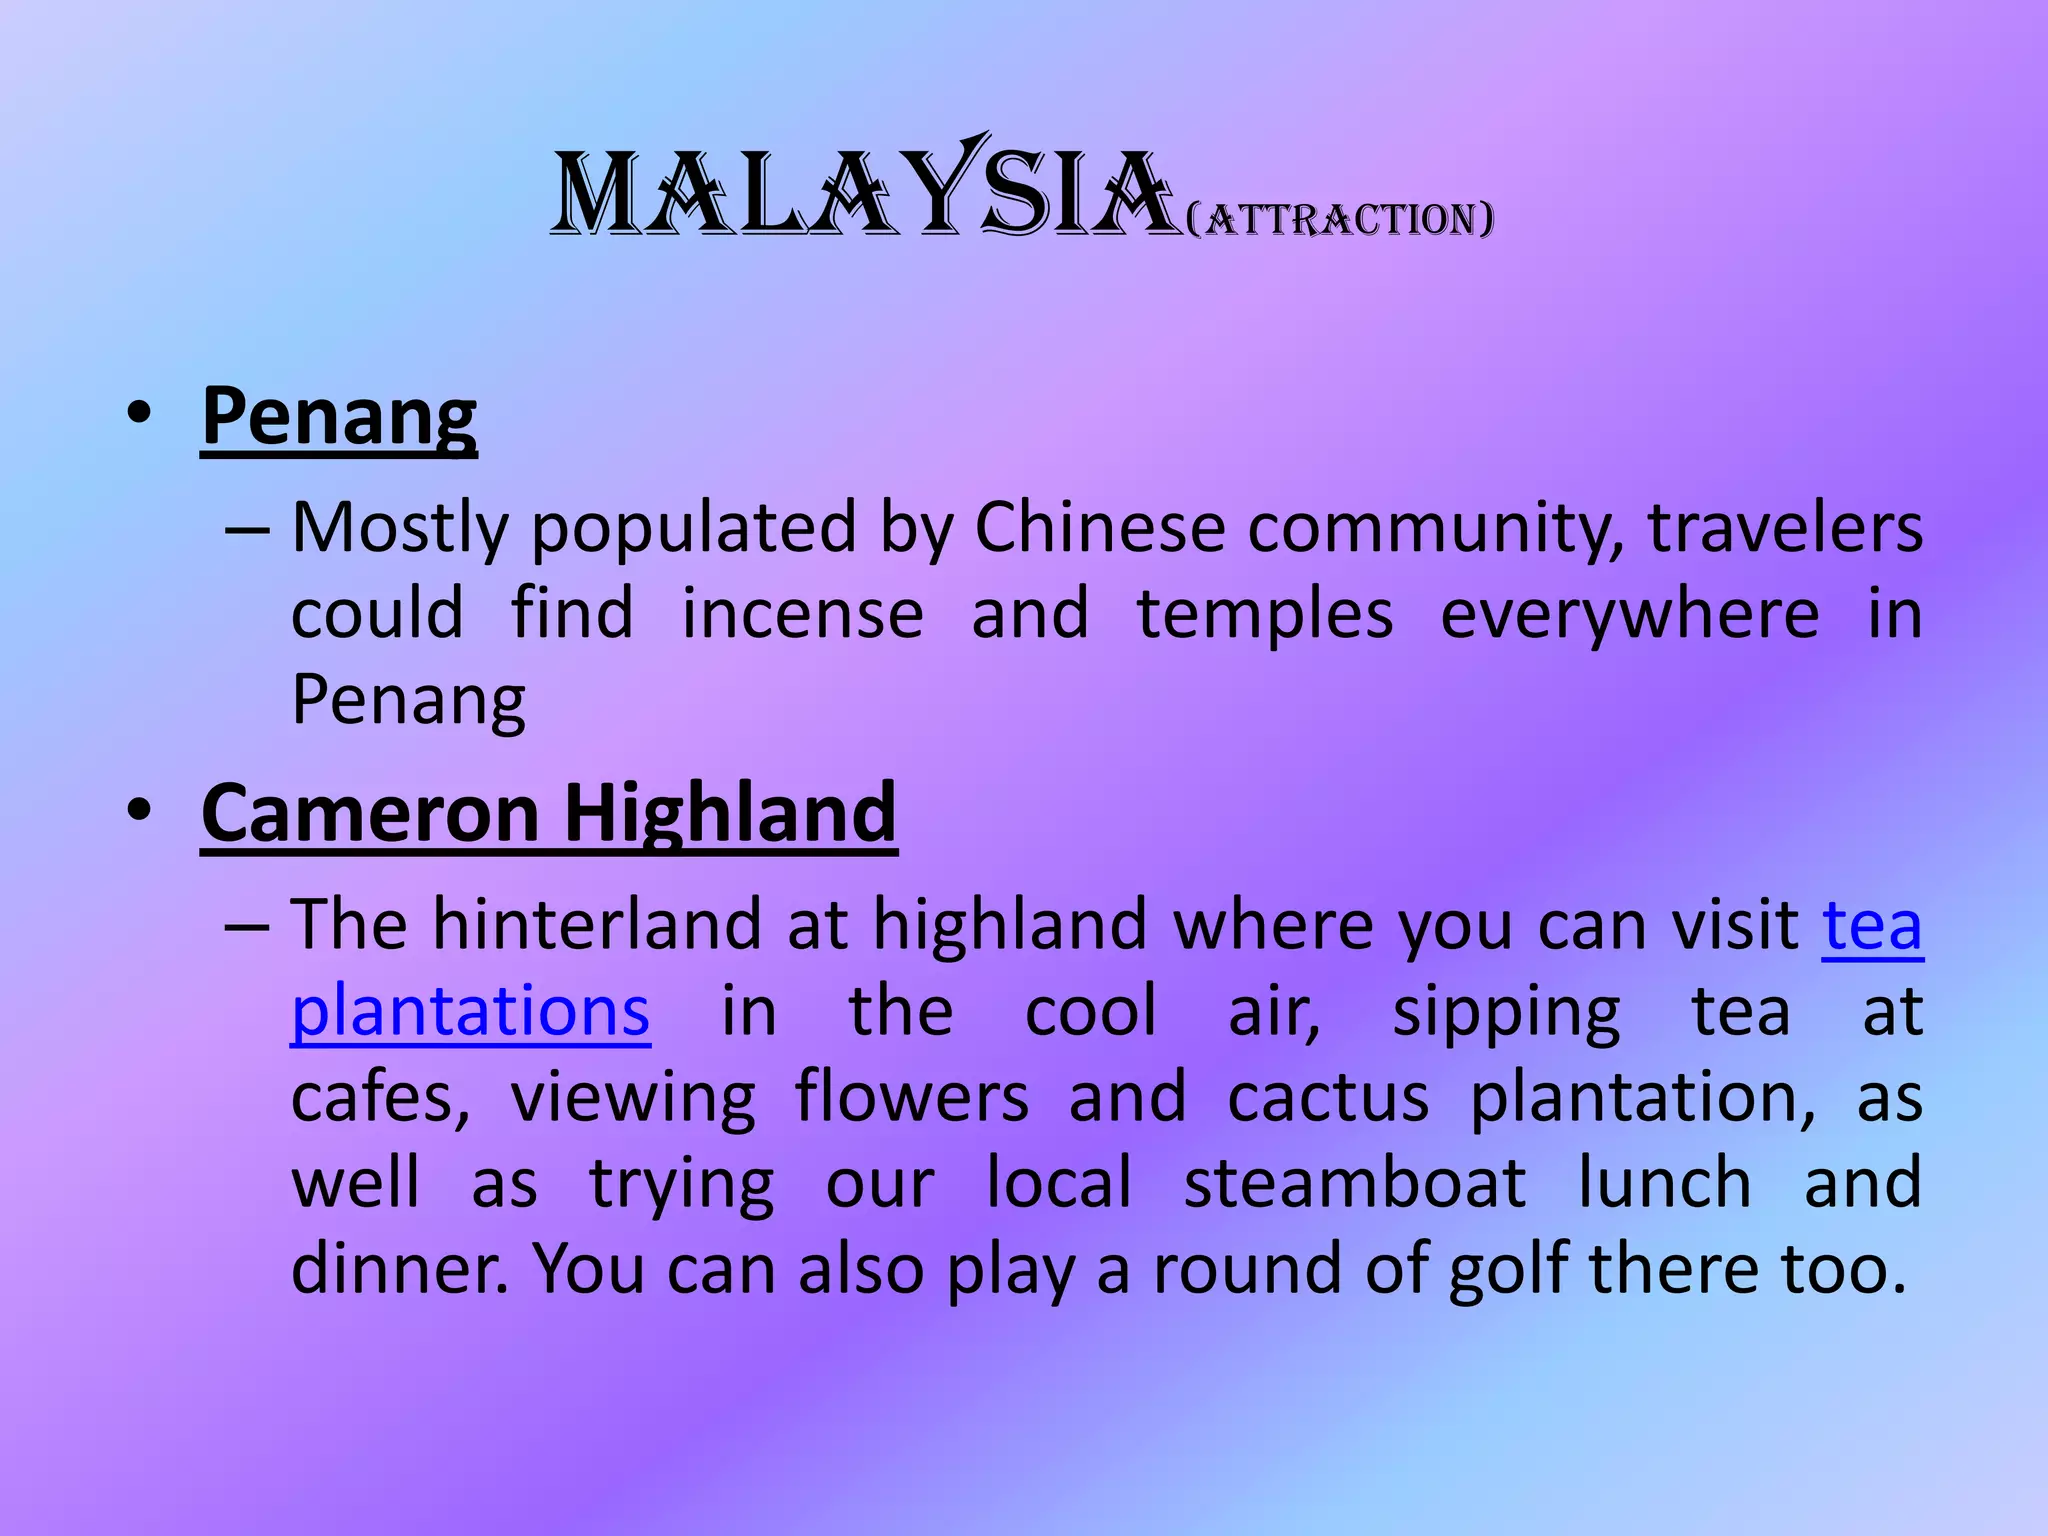 MALAYSIA(ATTRACTION)
• Penang
– Mostly populated by Chinese community, travelers
could find incense and temples everywhere in
Penang
• Cameron Highland
– The hinterland at highland where you can visit tea
plantations in the cool air, sipping tea at
cafes, viewing flowers and cactus plantation, as
well as trying our local steamboat lunch and
dinner. You can also play a round of golf there too.